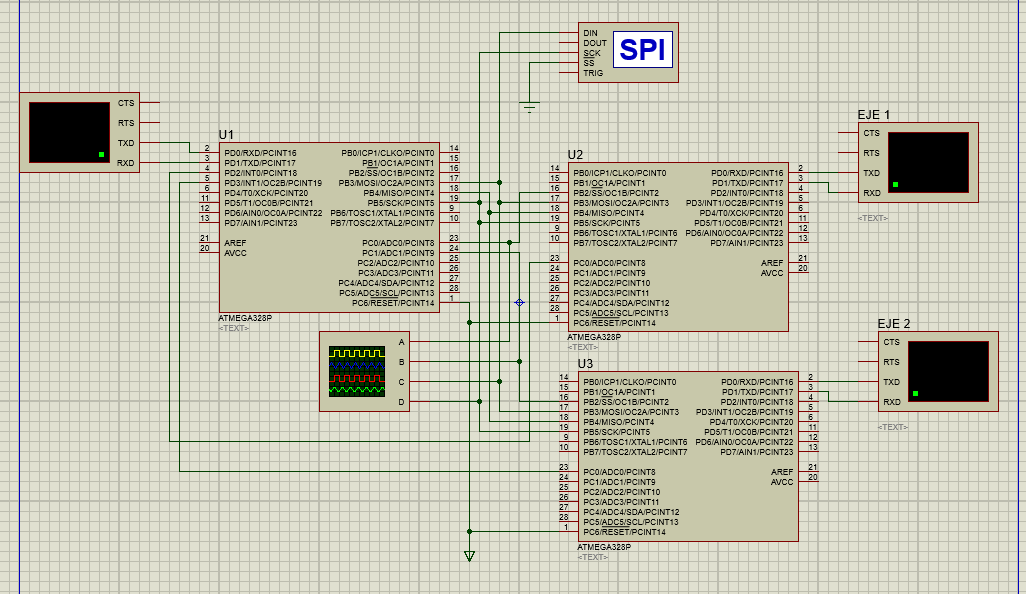 DIN
DOUT
SCK
SS
TRIG
SPI
CTS
RTS
TXD
RXD
U1
2 PD0/RXD/PCINT16
3 PD1/TXD/PCINT17
4 PD2/INT0/PCINT18
5 PD3/INT1/OC2B/PCINT19
6 PD4/T0/XCK/PCINT20
11 PD5/T1/OC0B/PCINT21
12 PD6/AIN0/OC0A/PCINT22
13 PD7/AIN1/PCINT23
21 AREF
20 AVCC
PB0/ICP1/CLKO/PCINT0 14
PB1/OC1A/PCINT1 15
PB2/SS/OC1B/PCINT2 16
PB3/MOSI/OC2A/PCINT3 17
PB4/MISO/PCINT4 18
PB5/SCK/PCINT5 19
PB6/TOSC1/XTAL1/PCINT6 9
PB7/TOSC2/XTAL2/PCINT7 10
PC0/ADC0/PCINT8 23
PC1/ADC1/PCINT9 24
PC2/ADC2/PCINT10 25
PC3/ADC3/PCINT11 26
PC4/ADC4/SDA/PCINT12 27
PC5/ADC5/SCL/PCINT13 28
PC6/RESET/PCINT14 1
ATMEGA328P
<TEXT>
U2
14 PB0/ICP1/CLKO/PCINT0
15 PB1/OC1A/PCINT1
16 PB2/SS/OC1B/PCINT2
17 PB3/MOSI/OC2A/PCINT3
18 PB4/MISO/PCINT4
19 PB5/SCK/PCINT5
9 PB6/TOSC1/XTAL1/PCINT6
10 PB7/TOSC2/XTAL2/PCINT7
23 PC0/ADC0/PCINT8
24 PC1/ADC1/PCINT9
25 PC2/ADC2/PCINT10
26 PC3/ADC3/PCINT11
27 PC4/ADC4/SDA/PCINT12
28 PC5/ADC5/SCL/PCINT13
1 PC6/RESET/PCINT14
PD0/RXD/PCINT16 2
PD1/TXD/PCINT17 3
PD2/INT0/PCINT18 4
PD3/INT1/OC2B/PCINT19 5
PD4/T0/XCK/PCINT20 6
PD5/T1/OC0B/PCINT21 11
PD6/AIN0/OC0A/PCINT22 12
PD7/AIN1/PCINT23 13
AREF 21
AVCC 20
ATMEGA328P
<TEXT>
EJE 1
CTS
RTS
TXD
RXD
<TEXT>
A
B
C
D
U3
14 PB0/ICP1/CLKO/PCINT0
15 PB1/OC1A/PCINT1
16 PB2/SS/OC1B/PCINT2
17 PB3/MOSI/OC2A/PCINT3
18 PB4/MISO/PCINT4
19 PB5/SCK/PCINT5
9 PB6/TOSC1/XTAL1/PCINT6
10 PB7/TOSC2/XTAL2/PCINT7
23 PC0/ADC0/PCINT8
24 PC1/ADC1/PCINT9
25 PC2/ADC2/PCINT10
26 PC3/ADC3/PCINT11
27 PC4/ADC4/SDA/PCINT12
28 PC5/ADC5/SCL/PCINT13
1 PC6/RESET/PCINT14
PD0/RXD/PCINT16 2
PD1/TXD/PCINT17 3
PD2/INT0/PCINT18 4
PD3/INT1/OC2B/PCINT19 5
PD4/T0/XCK/PCINT20 6
PD5/T1/OC0B/PCINT21 11
PD6/AIN0/OC0A/PCINT22 12
PD7/AIN1/PCINT23 13
AREF 21
AVCC 20
ATMEGA328P
<TEXT>
EJE 2
CTS
RTS
TXD
RXD
<TEXT>